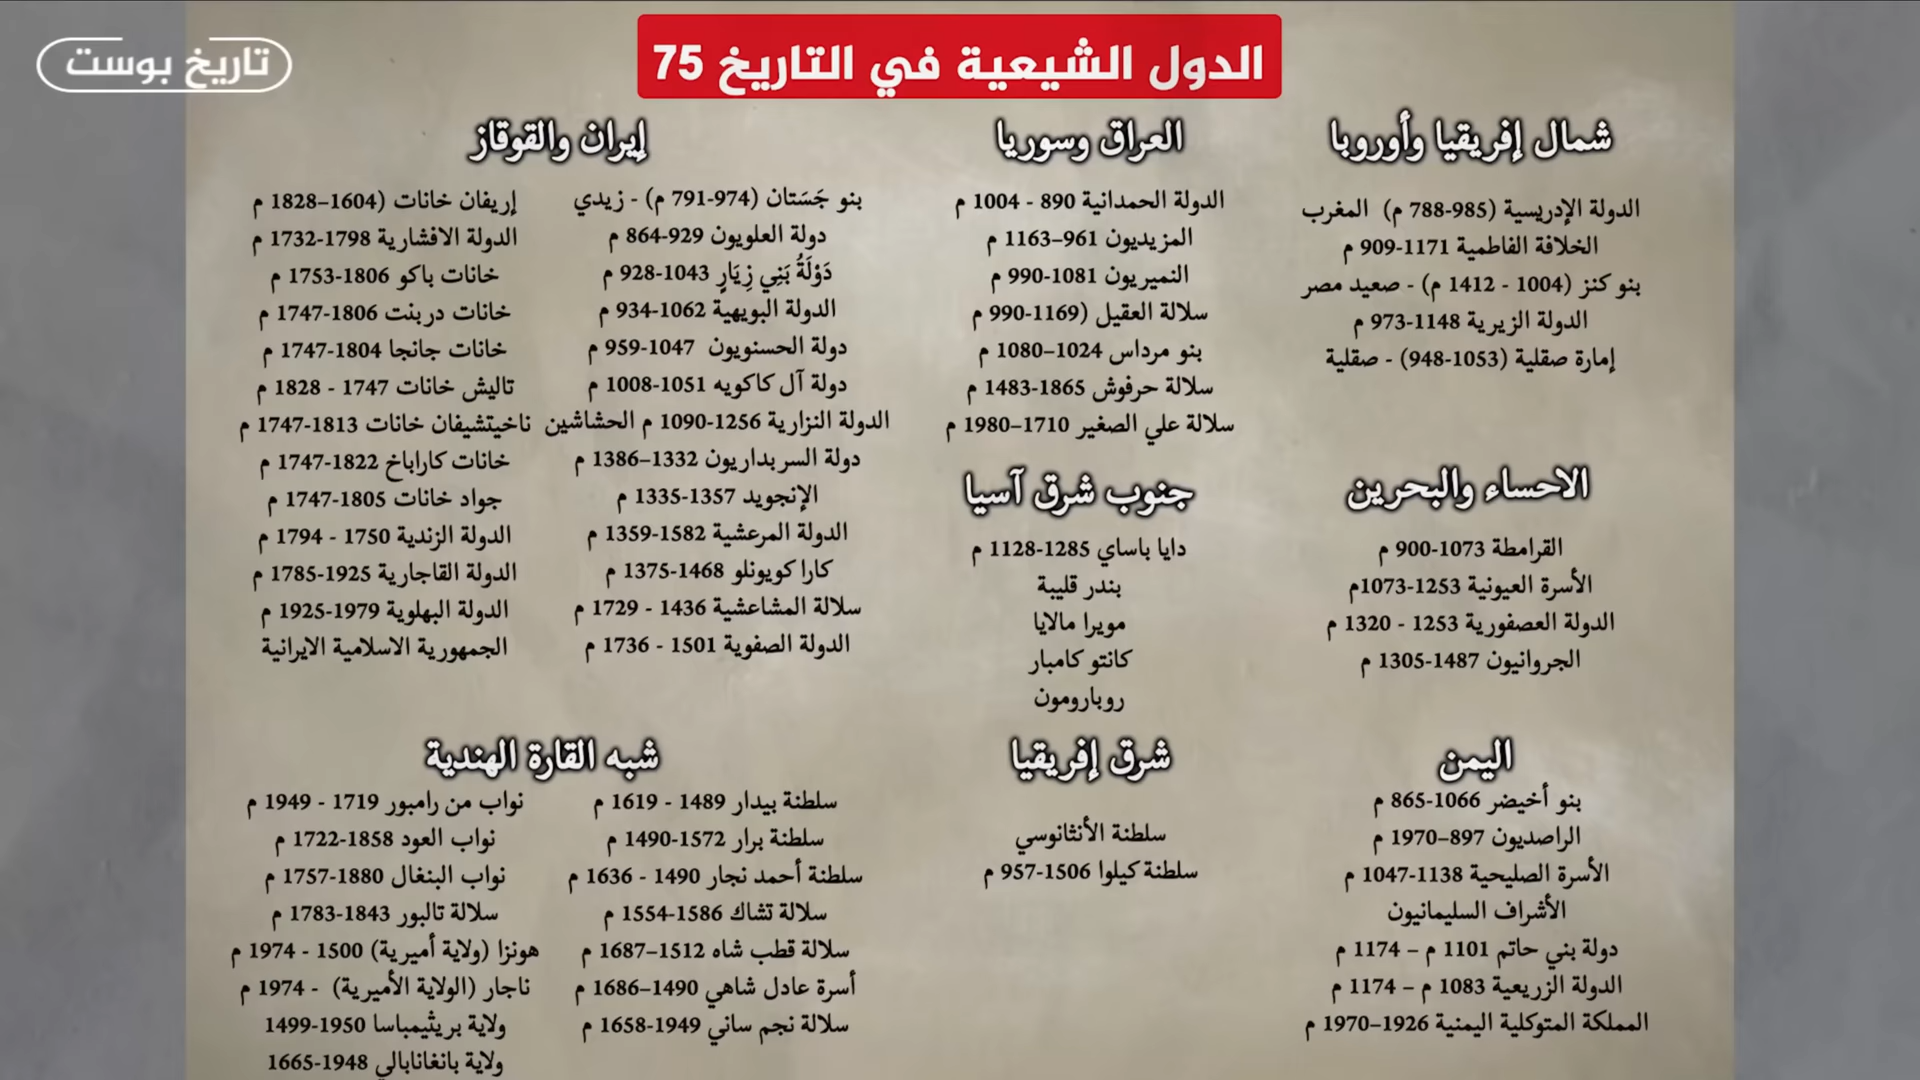 تاريخ بوست
الدول الشيعية في التاريخ 75
شمال إفريقيا وأوروبا
الدولة الإدريسية (985-788 م) المغرب
الخلافة الفاطمية 1171-909 م
بنو كنز (1004 - 1412 م) - صعيد مصر
الدولة الزيرية 1148-973 م
إمارة صقلية (1053-948) - صقلية
العراق وسوريا
الدولة الحمدانية 890 - 1004 م
المزيديون 961–1163 م
النميريون 1081-990 م
سلالة العقيل (1169-990 م
بنو مرداس 1024–1080 م
سلالة حرفوش 1865-1483 م
سلالة علي الصغير 1710–1980 م
إيران والقوقاز
بنو جَسَتان (974-791 م) - زيدي
دولة العلويون 929-864 م
دَوْلَةُ بَنِي زِيَارٍ 1043-928 م
الدولة البويهية 1062-934 م
دولة الحسنويون 1047-959 م
دولة آل كاكويه 1051-1008 م
الدولة النزارية 1256-1090 م الحشاشين
دولة السربداريون 1332–1386 م
الإنجويد 1357-1335 م
الدولة المرعشية 1582-1359 م
كارا كويونلو 1468-1375 م
سلالة المشاعشية 1436 - 1729 م
الدولة الصفوية 1501 - 1736 م
إريفان خانات (1604–1828 م
الدولة الافشارية 1798-1732 م
خانات باكو 1806-1753 م
خانات دربنت 1806-1747 م
خانات جانجا 1804-1747 م
تاليش خانات 1747 - 1828 م
ناخيتشيفان خانات 1813-1747 م
خانات كاراباخ 1822-1747 م
جواد خانات 1805-1747 م
الدولة الزندية 1750 - 1794 م
الدولة القاجارية 1925-1785 م
الدولة البهلوية 1979-1925 م
الجمهورية الاسلامية الايرانية
الاحساء والبحرين
القرامطة 1073-900 م
الأسرة العيونية 1253-1073م
الدولة العصفورية 1253 - 1320 م
الجروانيون 1487-1305 م
جنوب شرق آسيا
دايا باساي 1285-1128 م
بندر قليبة
مويرا مالايا
كانتو كامبار
روبارومون
اليمن
بنو أخيضر 1066-865 م
الراصديون 897–1970 م
الأسرة الصليحية 1138-1047 م
الأشراف السليمانيون
دولة بني حاتم 1101 م – 1174 م
الدولة الزريعية 1083 م – 1174 م
المملكة المتوكلية اليمنية 1926–1970 م
شرق إفريقيا
سلطنة الأنثانوسي
سلطنة كيلوا 1506-957 م
شبه القارة الهندية
سلطنة بيدار 1489 - 1619 م
سلطنة برار 1572-1490 م
سلطنة أحمد نجار 1490 - 1636 م
سلالة تشاك 1586-1554 م
سلالة قطب شاه 1512–1687 م
أسرة عادل شاهي 1490–1686 م
سلالة نجم ساني 1949-1658 م
نواب من رامبور 1719 - 1949 م
نواب العود 1858-1722 م
نواب البنغال 1880-1757 م
سلالة تالبور 1843-1783 م
هونزا (ولاية أميرية) 1500 - 1974 م
ناجار (الولاية الأميرية) - 1974 م
ولاية بريثيمباسا 1950-1499
ولاية بانغانابالي 1948-1665